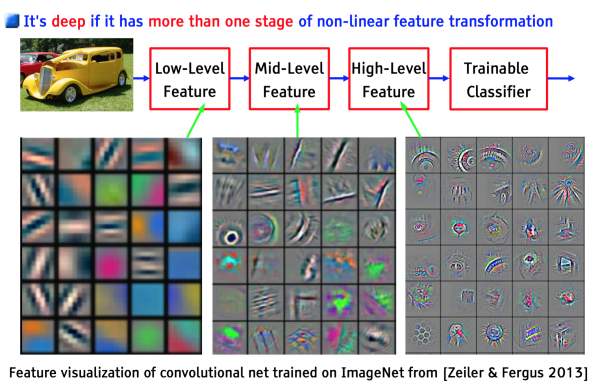 It's deep if it has more than one stage of non-linear feature transformation
Low-Level
Feature
Mid-Level
Feature
High-Level
Feature
Trainable
Classifier
Feature visualization of convolutional net trained on ImageNet from [Zeiler & Fergus 2013]